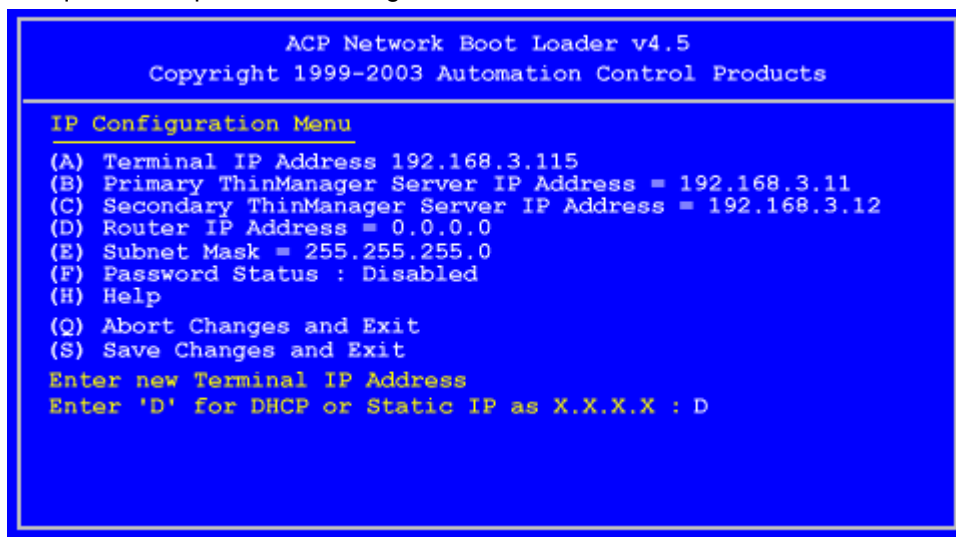 ACP Network Boot Loader v4.5
Copyright 1999-2003 Automation Control Products
IP Configuration Menu
(A) Terminal IP Address 192.168.3.115
(B) Primary ThinManager Server IP Address = 192.168.3.11
(C) Secondary ThinManager Server IP Address = 192.168.3.12
(D) Router IP Address = 0.0.0.0
(E) Subnet Mask = 255.255.255.0
(F) Password Status : Disabled
(H) Help
(Q) Abort Changes and Exit
(S) Save Changes and Exit
Enter new Terminal IP Address
Enter 'D' for DHCP or Static IP as X.X.X.X : D